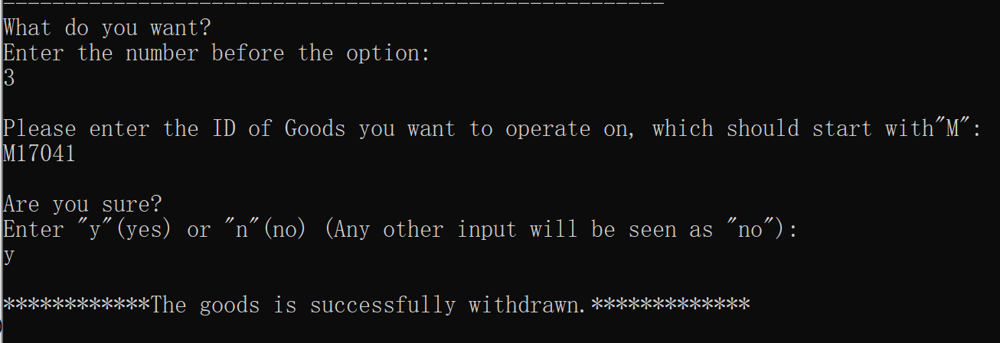 ------------------------------------------------------
What do you want?
Enter the number before the option:
3
Please enter the ID of Goods you want to operate on, which should start with"M":
M17041
Are you sure?
Enter "y"(yes) or "n"(no) (Any other input will be seen as "no"):
y
************The goods is successfully withdrawn.*************